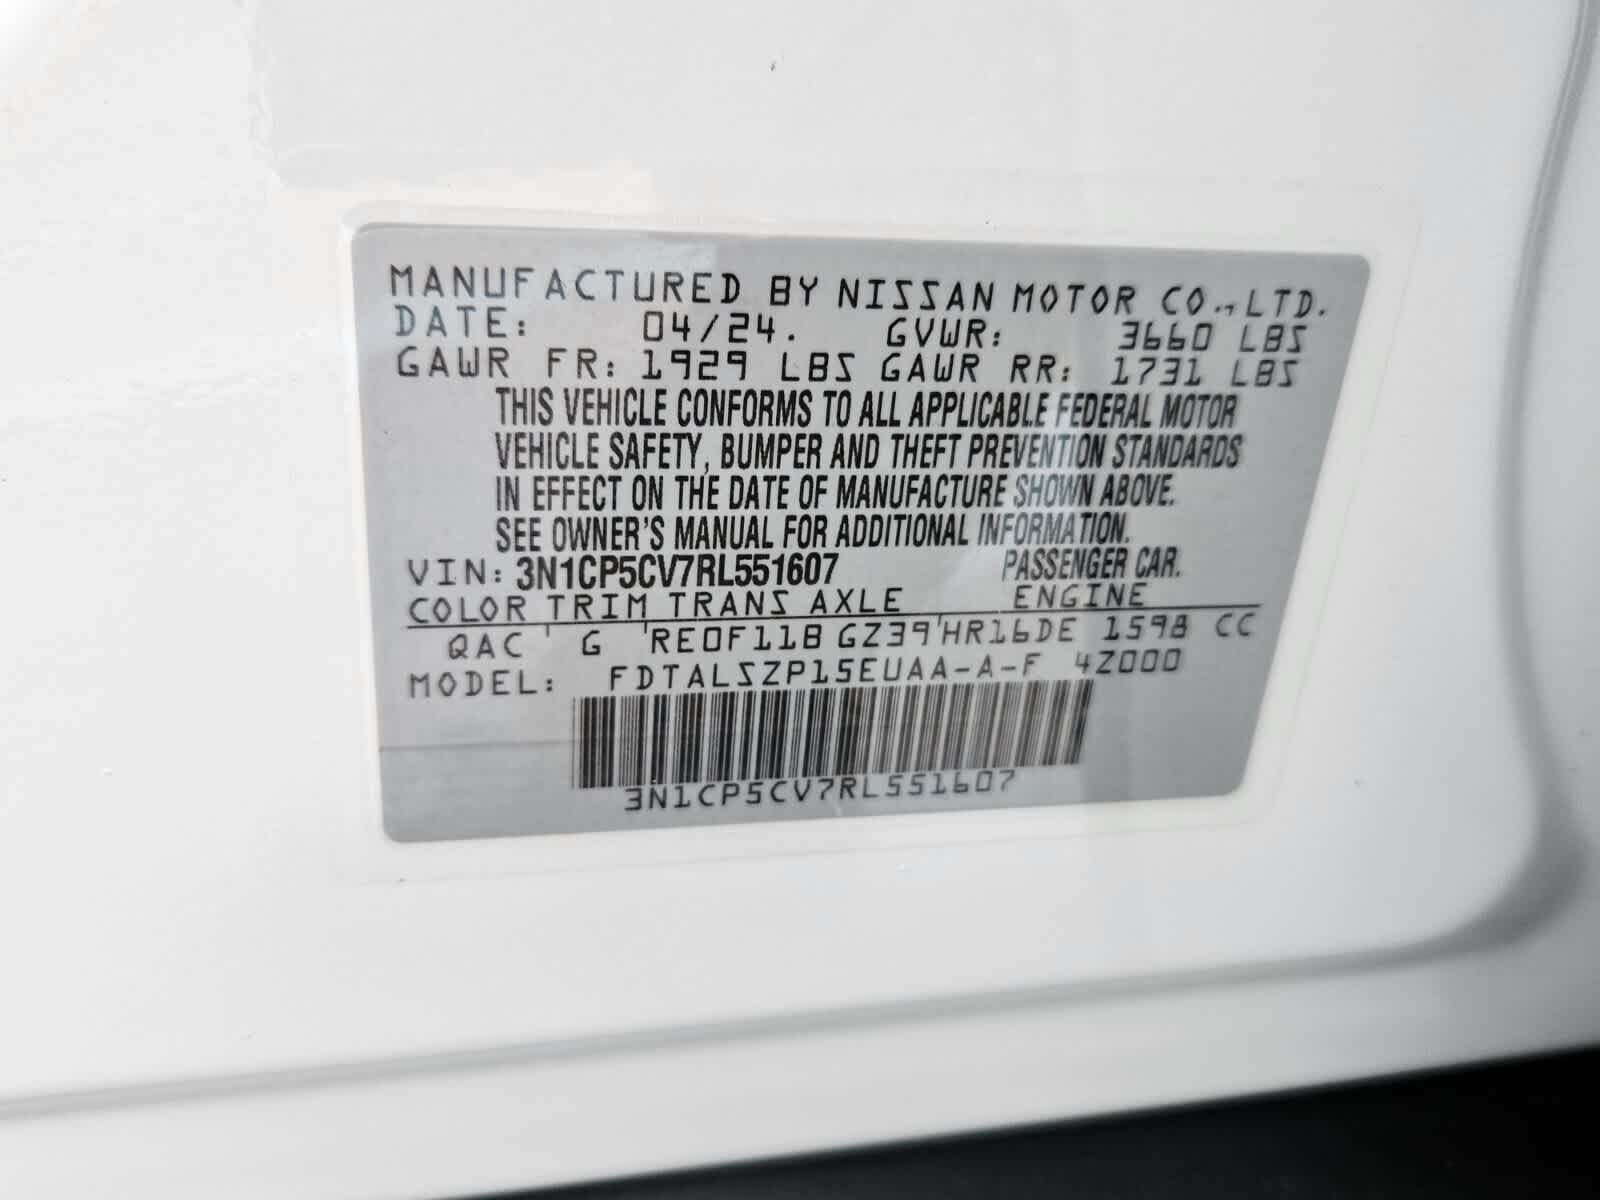 MANUFACTURED BY NISSAN MOTOR CO.,LTD.
DATE: 04/24. GVWR: 3660 LBS
GAWR FR: 1929 LBS GAWR RR: 1731 LBS
THIS VEHICLE CONFORMS TO ALL APPLICABLE FEDERAL MOTOR
VEHICLE SAFETY, BUMPER AND THEFT PREVENTION STANDARDS
IN EFFECT ON THE DATE OF MANUFACTURE SHOWN ABOVE.
SEE OWNER'S MANUAL FOR ADDITIONAL INFORMATION.
VIN: 3N1CP5CV7RL551607 PASSENGER CAR.
COLOR TRIM TRANS AXLE ENGINE
QAC G RE0F11B GZ39 HR16DE 1598 CC
MODEL: FDTALSZP15EUAA-A-F 4Z000
3N1CP5CV7RL551607